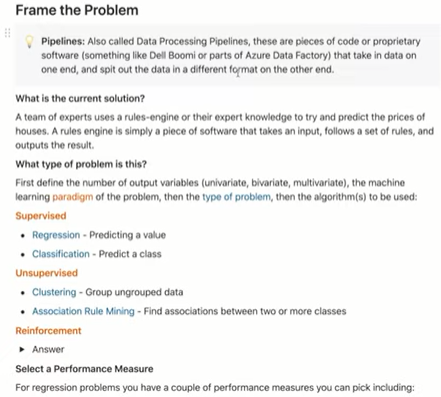 Frame the Problem
Pipelines: Also called Data Processing Pipelines, these are pieces of code or proprietary
software (something like Dell Boomi or parts of Azure Data Factory) that take in data on
one end, and spit out the data in a different format on the other end.
What is the current solution?
A team of experts uses a rules-engine or their expert knowledge to try and predict the prices of
houses. A rules engine is simply a piece of software that takes an input, follows a set of rules, and
outputs the result.
What type of problem is this?
First define the number of output variables (univariate, bivariate, multivariate), the machine
learning paradigm of the problem, then the type of problem, then the algorithm(s) to be used:
Supervised
• Regression - Predicting a value
• Classification - Predict a class
Unsupervised
• Clustering - Group ungrouped data
• Association Rule Mining - Find associations between two or more classes
Reinforcement
▶ Answer
Select a Performance Measure
For regression problems you have a couple of performance measures you can pick including: